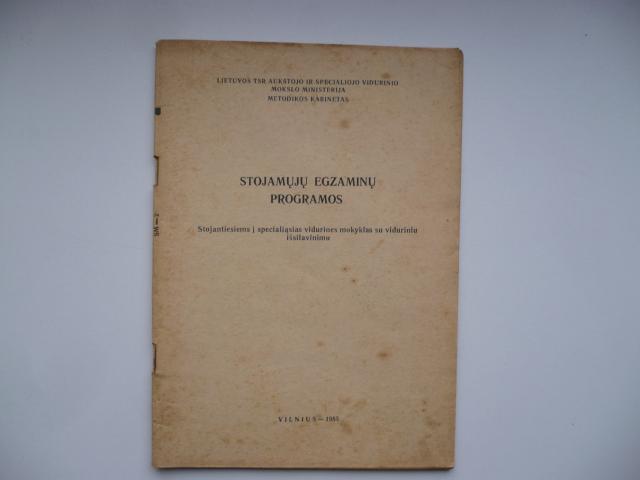 LIETUVOS TSR AUKŠTOJO IR SPECIALIOJO VIDURINIO
MOKSLO MINISTERIJA
METODIKOS KABINETAS
STOJAMŲJŲ EGZAMINŲ
PROGRAMOS
Stojantiesiems į specialiąsias vidurines mokyklas su viduriniu
išsilavinimu
VILNIUS—1985